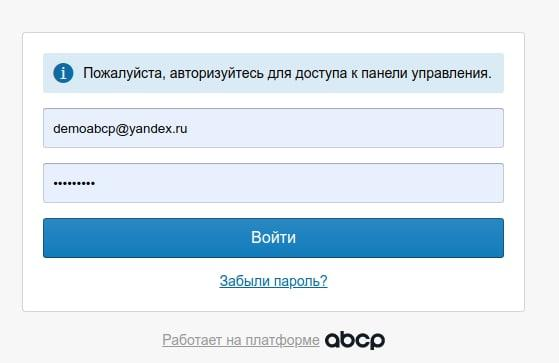 Пожалуйста, авторизуйтесь для доступа к панели управления.
demoabcp@yandex.ru
•••••••••
Войти
Забыли пароль?
Работает на платформе abcp